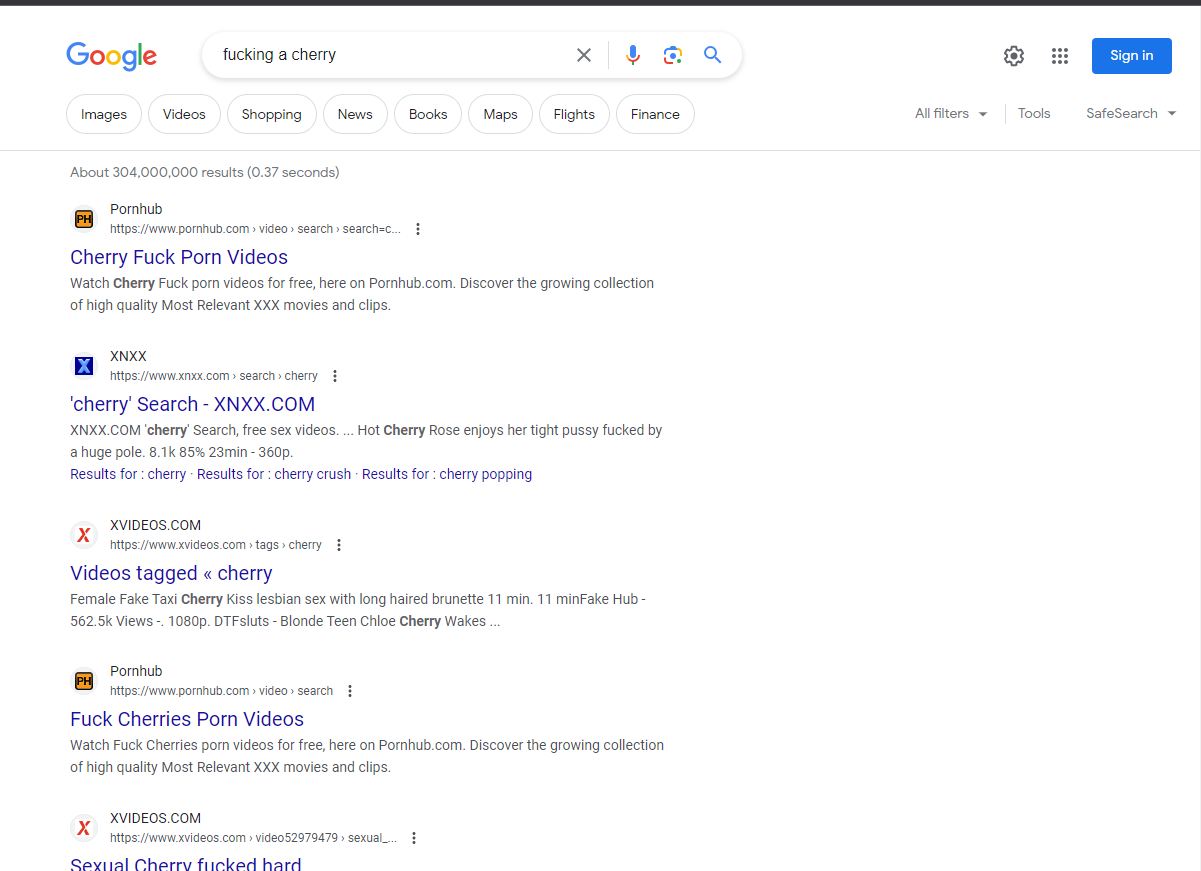 Google
fucking a cherry
Sign in
Images
Videos
Shopping
News
Books
Maps
Flights
Finance
All filters
Tools
SafeSearch
About 304,000,000 results (0.37 seconds)
PH
Pornhub
https://www.pornhub.com › video › search › search=c...
Cherry Fuck Porn Videos
Watch Cherry Fuck porn videos for free, here on Pornhub.com. Discover the growing collection
of high quality Most Relevant XXX movies and clips.
X
XNXX
https://www.xnxx.com › search › cherry
'cherry' Search - XNXX.COM
XNXX.COM 'cherry' Search, free sex videos. ... Hot Cherry Rose enjoys her tight pussy fucked by
a huge pole. 8.1k 85% 23min - 360p.
Results for : cherry · Results for : cherry crush · Results for : cherry popping
X
XVIDEOS.COM
https://www.xvideos.com › tags › cherry
Videos tagged « cherry
Female Fake Taxi Cherry Kiss lesbian sex with long haired brunette 11 min. 11 minFake Hub -
562.5k Views -. 1080p. DTFsluts - Blonde Teen Chloe Cherry Wakes ...
PH
Pornhub
https://www.pornhub.com › video › search
Fuck Cherries Porn Videos
Watch Fuck Cherries porn videos for free, here on Pornhub.com. Discover the growing collection
of high quality Most Relevant XXX movies and clips.
X
XVIDEOS.COM
https://www.xvideos.com › video52979479 › sexual_...
Sexual Cherry fucked hard